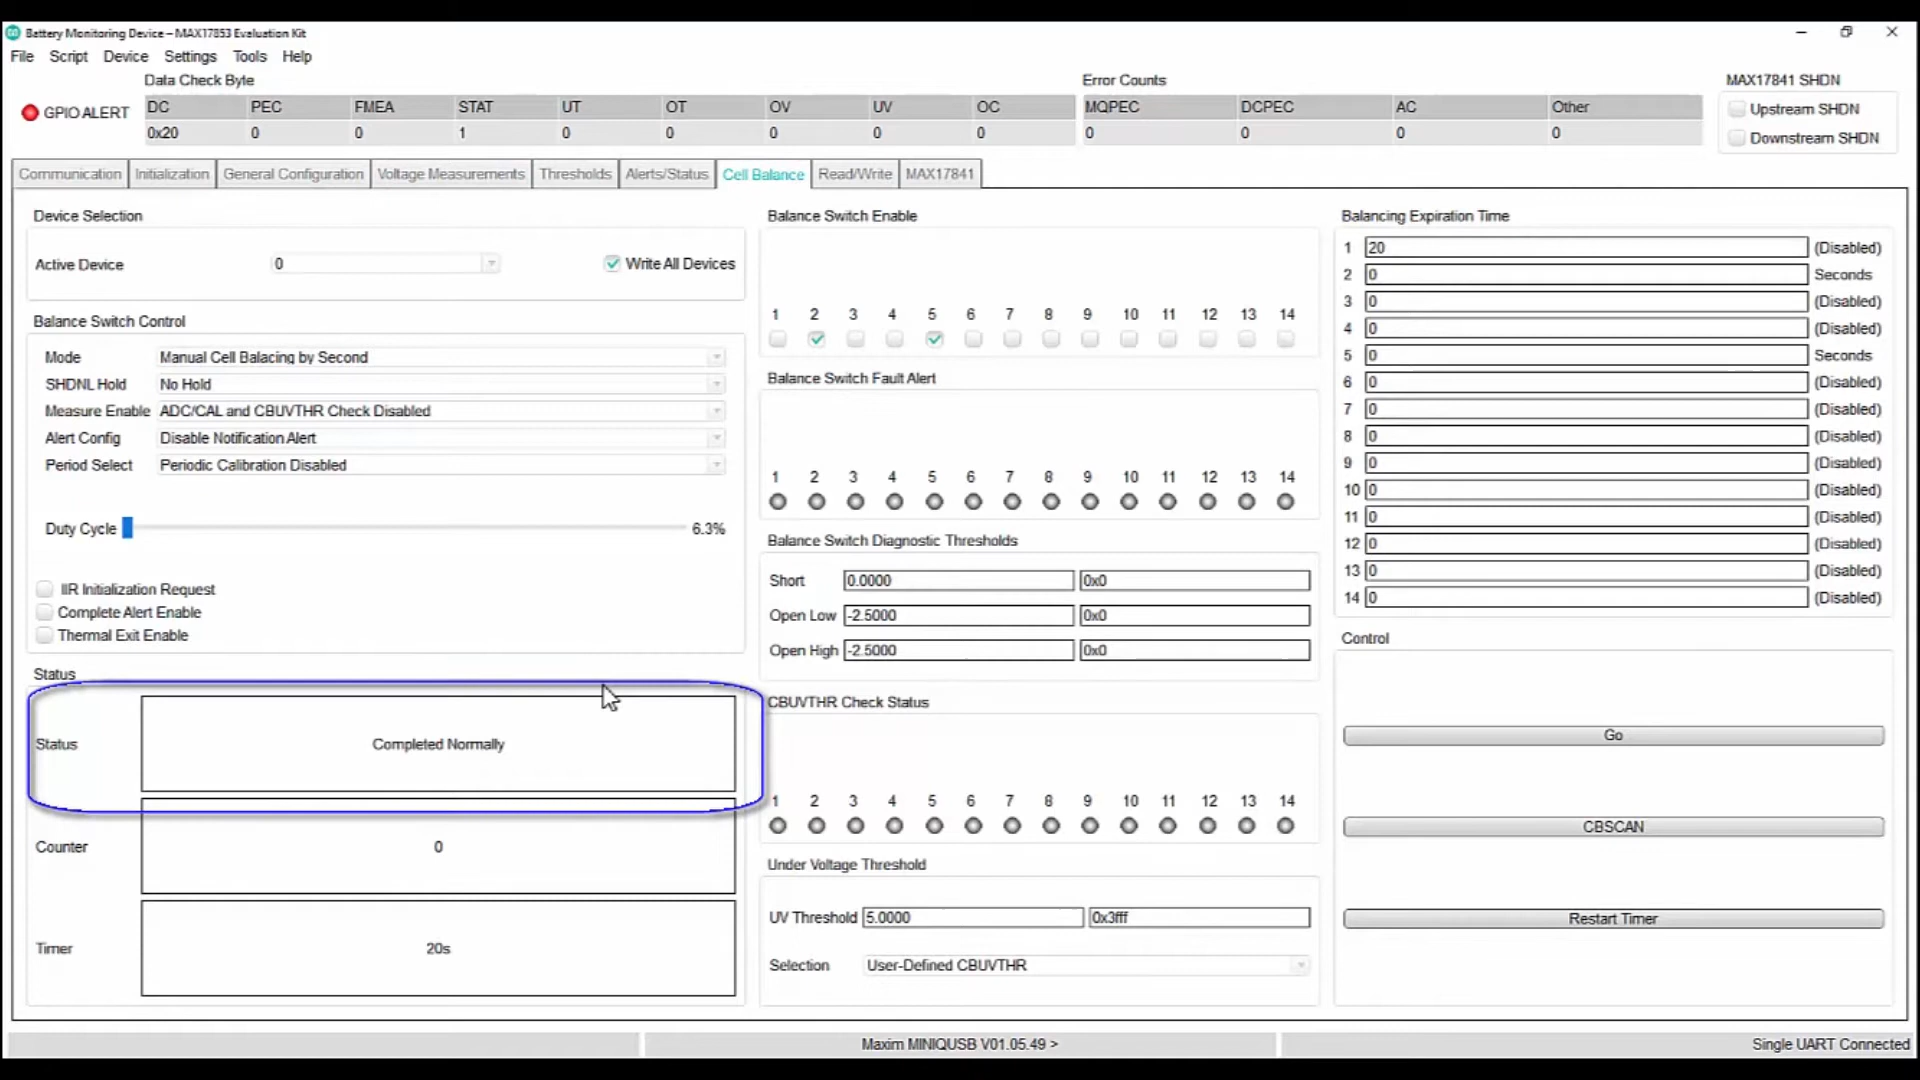 Battery Monitoring Device – MAX17853 Evaluation Kit
File Script Device Settings Tools Help
Data Check Byte Error Counts MAX17841 SHDN
GPIO ALERT DC PEC FMEA STAT UT OT OV UV OC MQPEC DCPEC AC Other Upstream SHDN
0x20 0 0 1 0 0 0 0 0 0 0 0 0 Downstream SHDN
Communication Initialization General Configuration Voltage Measurements Thresholds Alerts/Status Cell Balance Read/Write MAX17841
Device Selection
Active Device 0 Write All Devices
Balance Switch Control
Mode Manual Cell Balacing by Second
SHDNL Hold No Hold
Measure Enable ADC/CAL and CBUVTHR Check Disabled
Alert Config Disable Notification Alert
Period Select Periodic Calibration Disabled
Duty Cycle 6.3%
IIR Initialization Request
Complete Alert Enable
Thermal Exit Enable
Status
Status Completed Normally
Counter 0
Timer 20s
Balance Switch Enable
1 2 3 4 5 6 7 8 9 10 11 12 13 14
Balance Switch Fault Alert
1 2 3 4 5 6 7 8 9 10 11 12 13 14
Balance Switch Diagnostic Thresholds
Short 0.0000 0x0
Open Low -2.5000 0x0
Open High -2.5000 0x0
CBUVTHR Check Status
1 2 3 4 5 6 7 8 9 10 11 12 13 14
Under Voltage Threshold
UV Threshold 5.0000 0x3fff
Selection User-Defined CBUVTHR
Balancing Expiration Time
1 20 (Disabled)
2 0 Seconds
3 0 (Disabled)
4 0 (Disabled)
5 0 Seconds
6 0 (Disabled)
7 0 (Disabled)
8 0 (Disabled)
9 0 (Disabled)
10 0 (Disabled)
11 0 (Disabled)
12 0 (Disabled)
13 0 (Disabled)
14 0 (Disabled)
Control
Go
CBSCAN
Restart Timer
Maxim MINIQUSB V01.05.49 > Single UART Connected